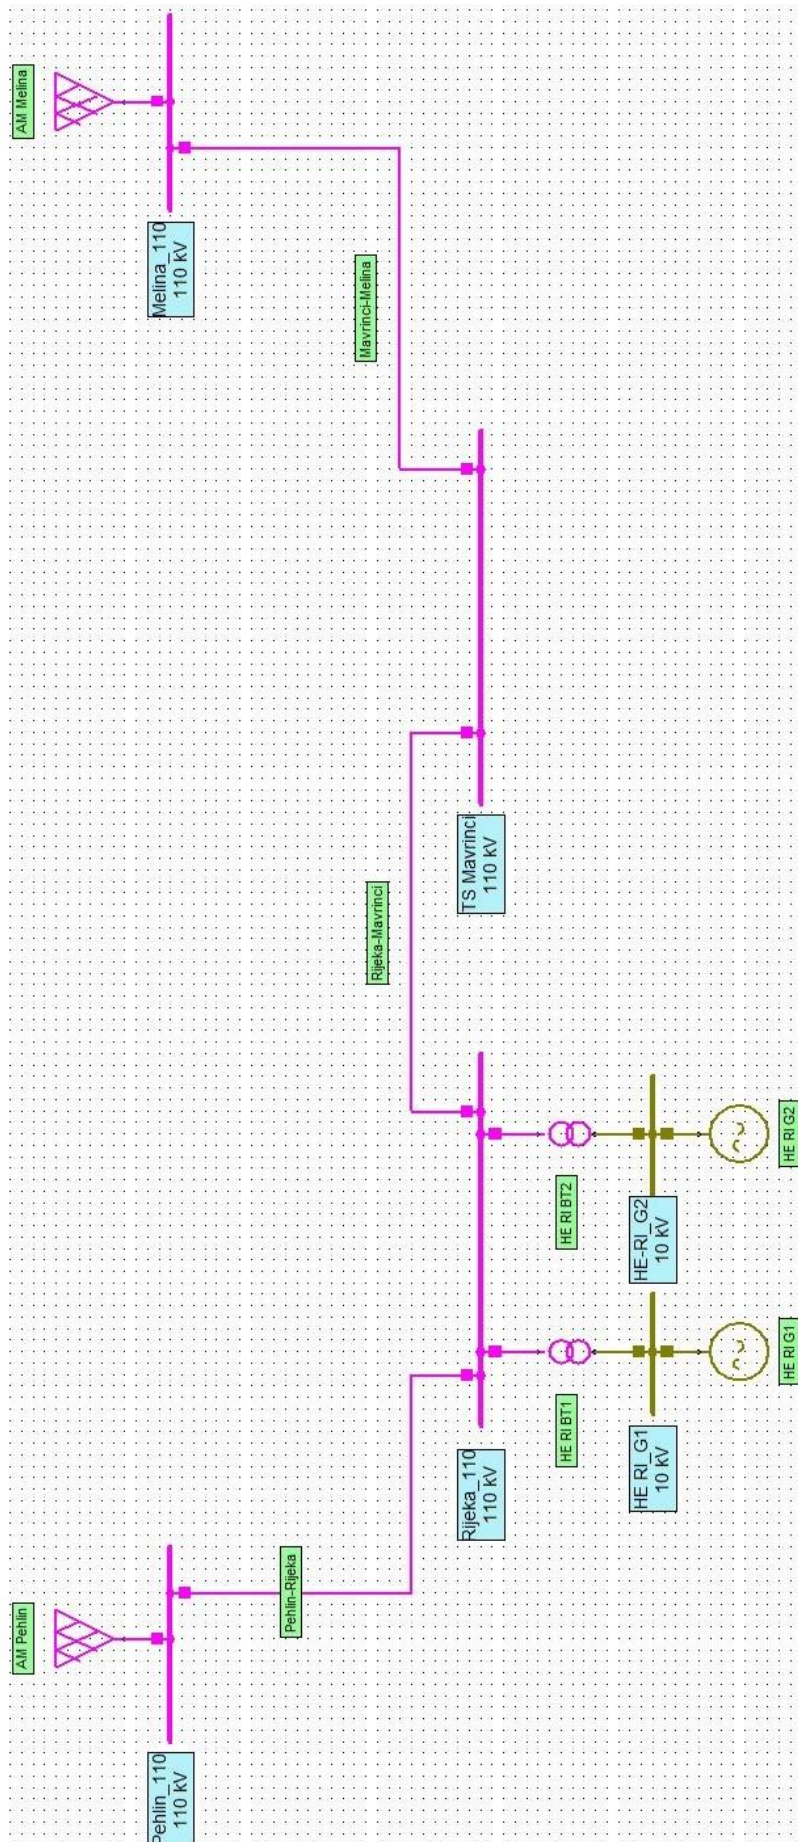 AM Pehlin
Pehlin_110
110 kV
Pehlin-Rijeka
Rijeka_110
110 kV
HE RI BT1
HE RI_G1
10 kV
HE RI G1
HE RI BT2
HE-RI_G2
10 kV
HE RI G2
Rijeka-Mavrinci
TS Mavrinci
110 kV
Mavrinci-Melina
AM Melina
Melina_110
110 kV